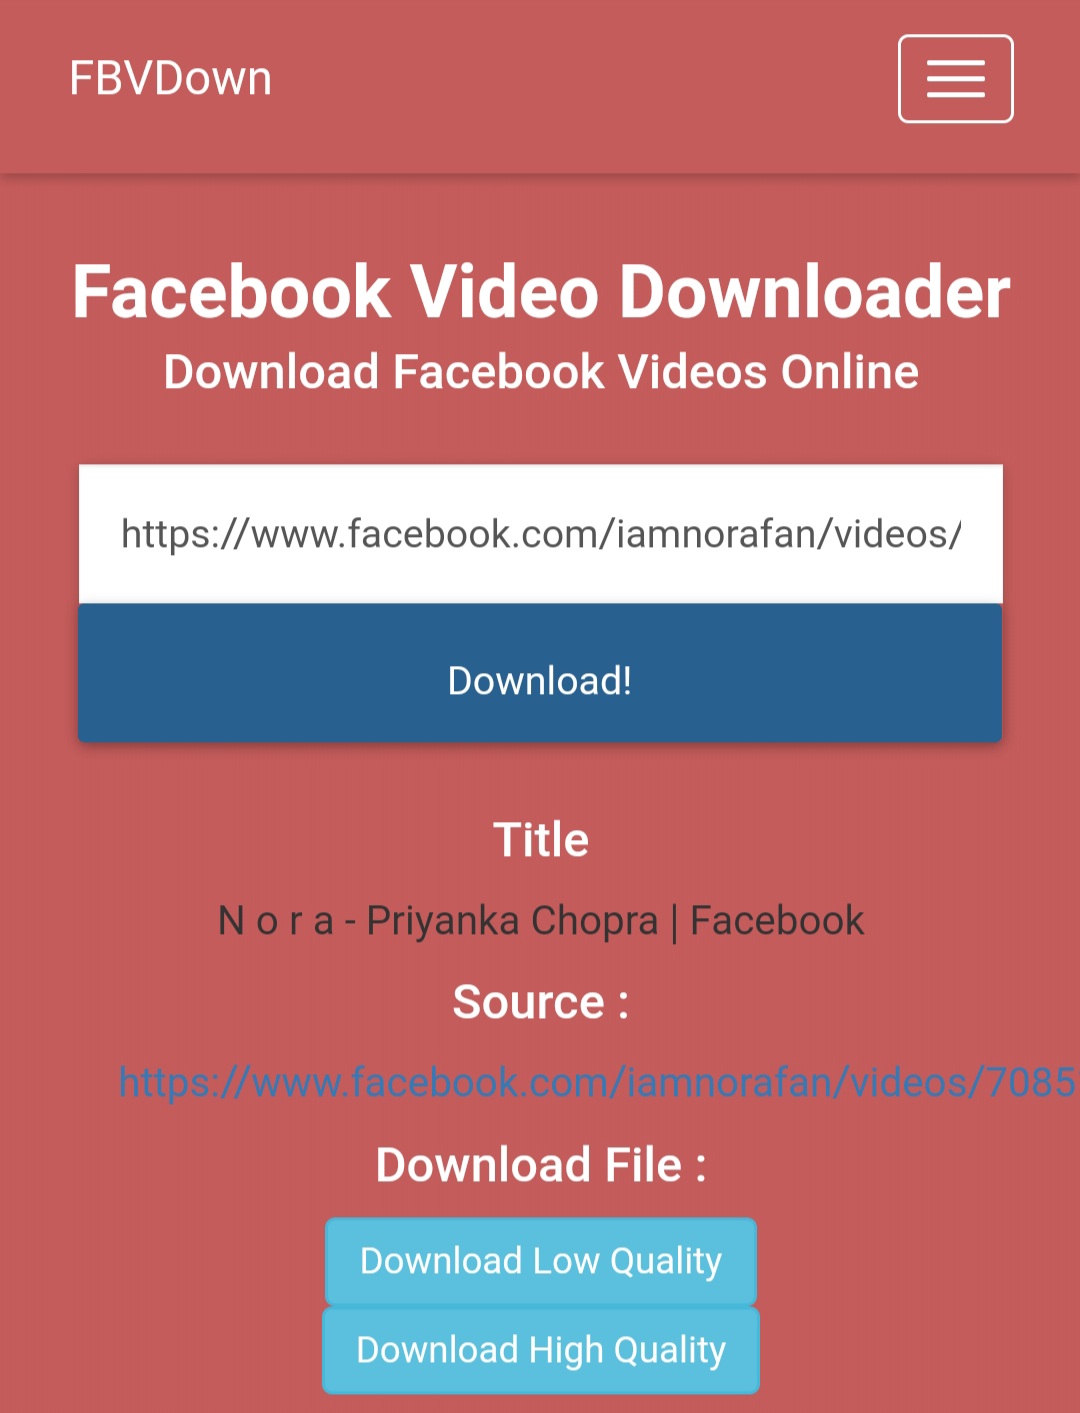 FBVDown
Facebook Video Downloader
Download Facebook Videos Online
https://www.facebook.com/iamnorafan/videos/
Download!
Title
N o r a - Priyanka Chopra | Facebook
Source :
https://www.facebook.com/iamnorafan/videos/7085
Download File :
Download Low Quality
Download High Quality